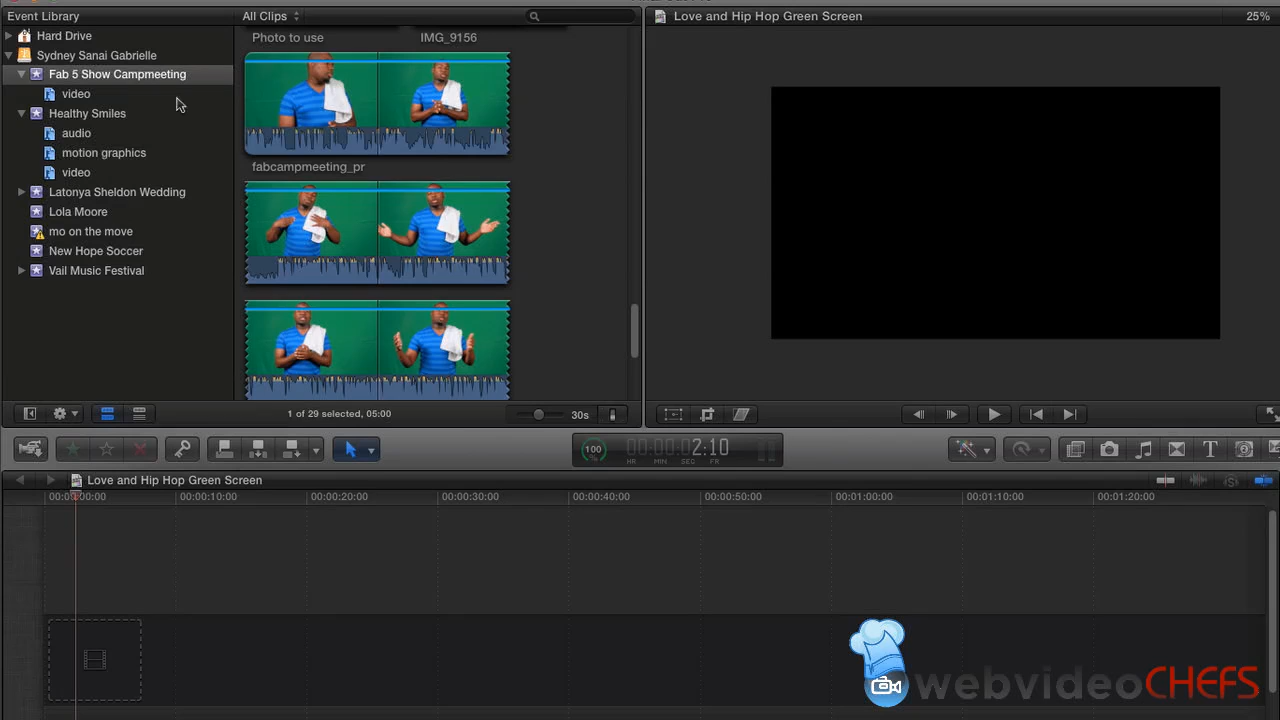 Event Library
All Clips
Love and Hip Hop Green Screen
25%
Hard Drive
Sydney Sanai Gabrielle
Fab 5 Show Campmeeting
video
Healthy Smiles
audio
motion graphics
video
Latonya Sheldon Wedding
Lola Moore
mo on the move
New Hope Soccer
Vail Music Festival
Photo to use
IMG_9156
fabcampmeeting_pr
1 of 29 selected, 05:00
30s
100
%
00:00:02:10
HR MIN SEC FR
Love and Hip Hop Green Screen
00:00:00:00
00:00:10:00
00:00:20:00
00:00:30:00
00:00:40:00
00:00:50:00
00:01:00:00
00:01:10:00
00:01:20:00
webvideoCHEFS